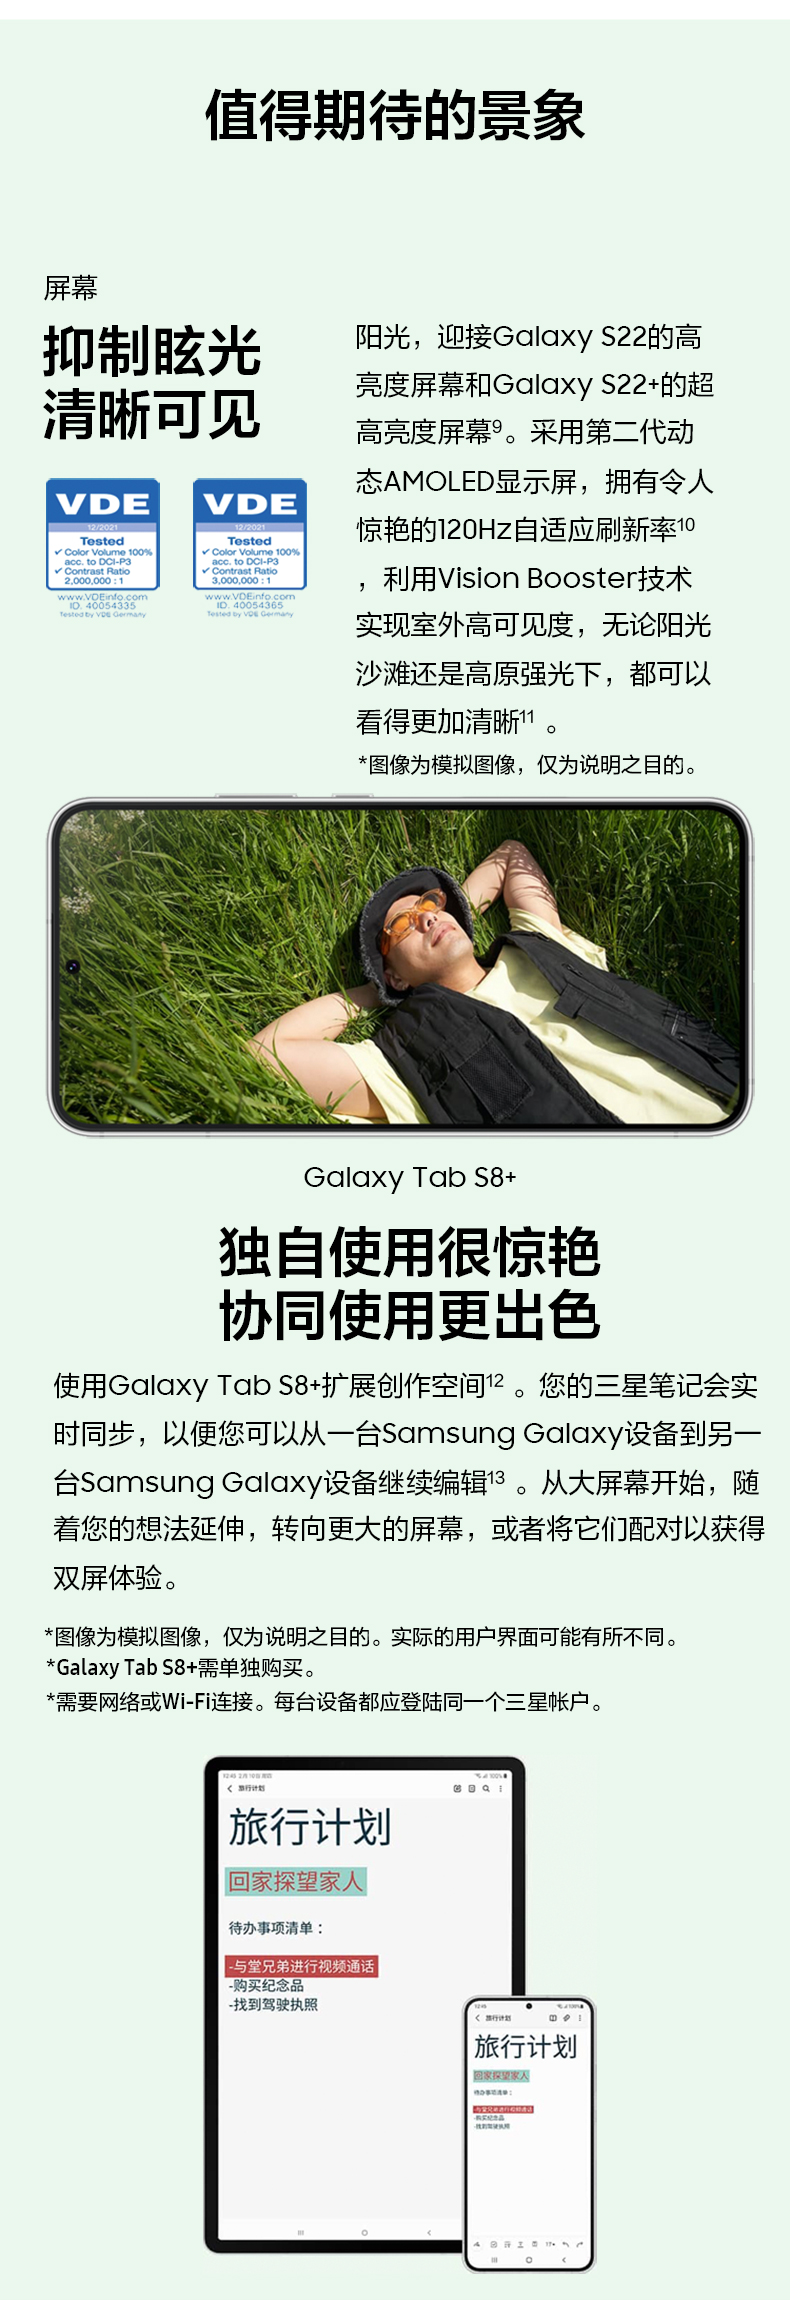 值得期待的景象
屏幕
抑制眩光
清晰可见
VDE
12/2021
Tested
✓ Color Volume 100%
acc. to DCI-P3
✓ Contrast Ratio
2,000,000 : 1
www.VDEinfo.com
ID. 40054335
Tested by VDE Germany
VDE
12/2021
Tested
✓ Color Volume 100%
acc. to DCI-P3
✓ Contrast Ratio
3,000,000 : 1
www.VDEinfo.com
ID. 40054365
Tested by VDE Germany
阳光，迎接Galaxy S22的高
亮度屏幕和Galaxy S22+的超
高亮度屏幕9。采用第二代动
态AMOLED显示屏，拥有令人
惊艳的120Hz自适应刷新率10
，利用Vision Booster技术
实现室外高可见度，无论阳光
沙滩还是高原强光下，都可以
看得更加清晰11 。
*图像为模拟图像，仅为说明之目的。
Galaxy Tab S8+
独自使用很惊艳
协同使用更出色
使用Galaxy Tab S8+扩展创作空间12 。您的三星笔记会实
时同步，以便您可以从一台Samsung Galaxy设备到另一
台Samsung Galaxy设备继续编辑13 。从大屏幕开始，随
着您的想法延伸，转向更大的屏幕，或者将它们配对以获得
双屏体验。
*图像为模拟图像，仅为说明之目的。实际的用户界面可能有所不同。
*Galaxy Tab S8+需单独购买。
*需要网络或Wi-Fi连接。每台设备都应登陆同一个三星帐户。
旅行计划
旅行计划
回家探望家人
待办事项清单：
-与堂兄弟进行视频通话
-购买纪念品
-找到驾驶执照
12:45
旅行计划
旅行计划
回家探望家人
待办事项清单：
-与堂兄弟进行视频通话
-购买纪念品
-找到驾驶执照